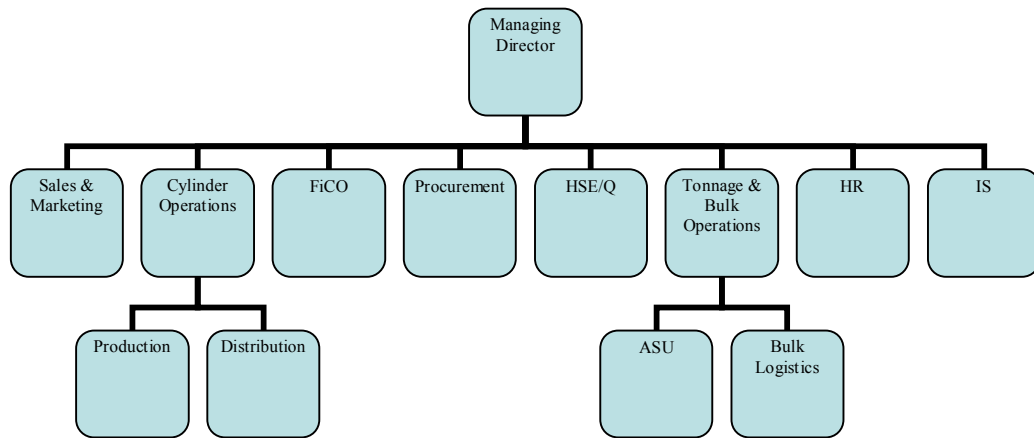 Managing
Director
Sales &
Marketing
Cylinder
Operations
FiCO
Procurement
HSE/Q
Tonnage &
Bulk
Operations
HR
IS
Production
Distribution
ASU
Bulk
Logistics